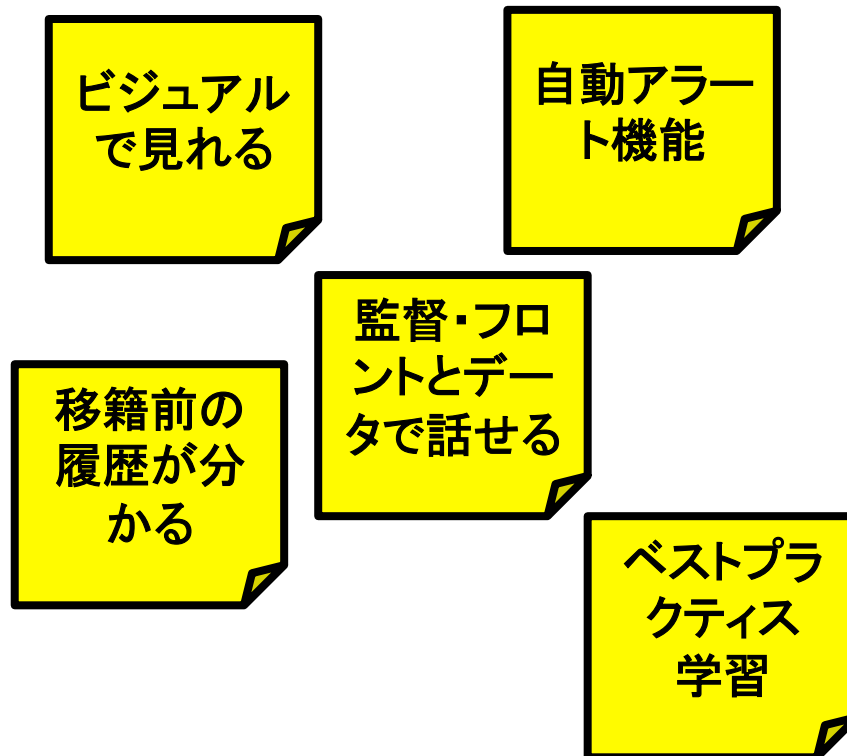 ビジュアル
で見れる
自動アラー
ト機能
監督・フロ
ントとデー
タで話せる
移籍前の
履歴が分
かる
ベストプラ
クティス
学習